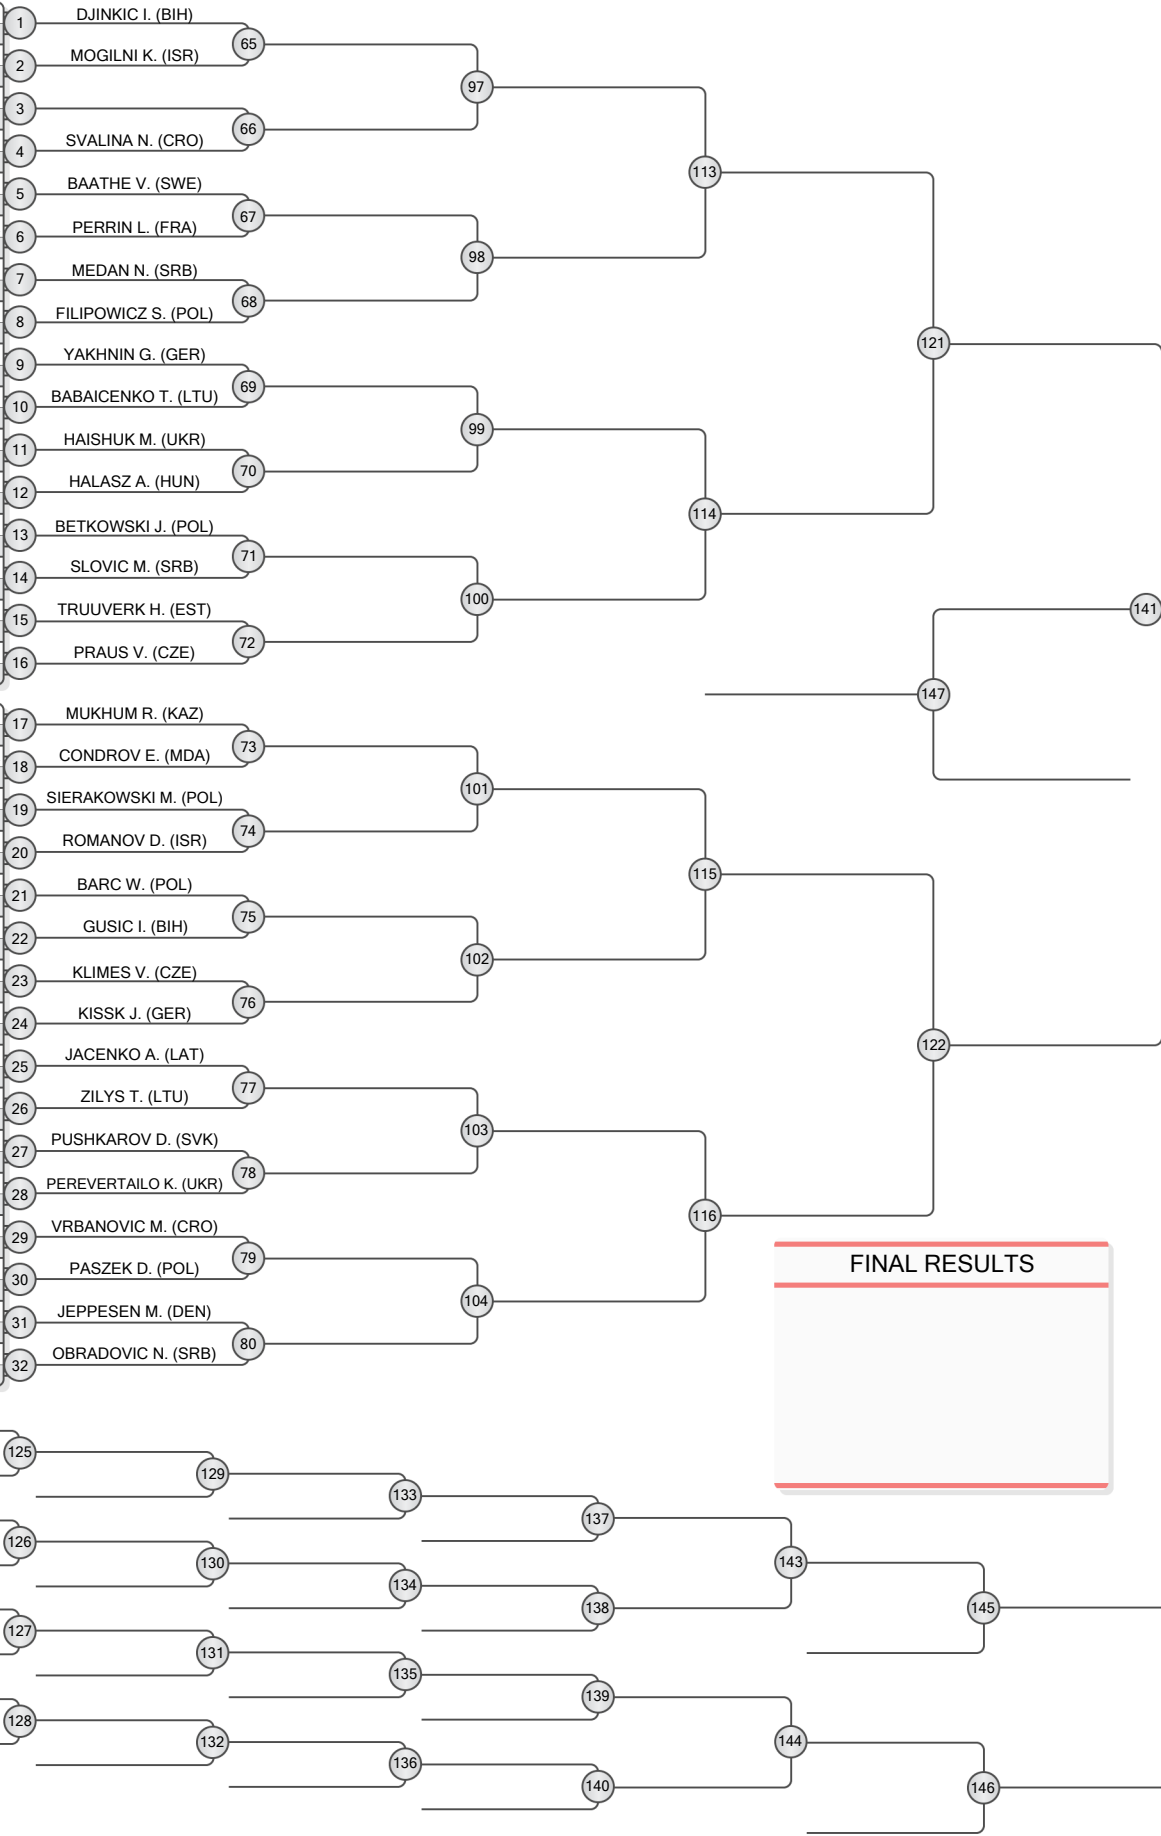 1 DJINKIC I. (BIH)
65
2 MOGILNI K. (ISR)
97
3
66
4 SVALINA N. (CRO)
113
5 BAATHE V. (SWE)
67
6 PERRIN L. (FRA)
98
7 MEDAN N. (SRB)
68
8 FILIPOWICZ S. (POL)
121
9 YAKHNIN G. (GER)
69
10 BABAICENKO T. (LTU)
99
11 HAISHUK M. (UKR)
70
12 HALASZ A. (HUN)
114
13 BETKOWSKI J. (POL)
71
14 SLOVIC M. (SRB)
100
15 TRUUVERK H. (EST)
141
72
16 PRAUS V. (CZE)
147
17 MUKHUM R. (KAZ)
73
18 CONDROV E. (MDA)
101
19 SIERAKOWSKI M. (POL)
74
20 ROMANOV D. (ISR)
115
21 BARC W. (POL)
75
22 GUSIC I. (BIH)
102
23 KLIMES V. (CZE)
76
24 KISSK J. (GER)
122
25 JACENKO A. (LAT)
77
26 ZILYS T. (LTU)
103
27 PUSHKAROV D. (SVK)
78
28 PEREVERTAILO K. (UKR)
116
29 VRBANOVIC M. (CRO)
79
30 PASZEK D. (POL)
104
31 JEPPESEN M. (DEN)
80
32 OBRADOVIC N. (SRB)
FINAL RESULTS
125
129
133
137
126
130
143
134
138
145
127
131
135
139
128
132
144
136
140
146